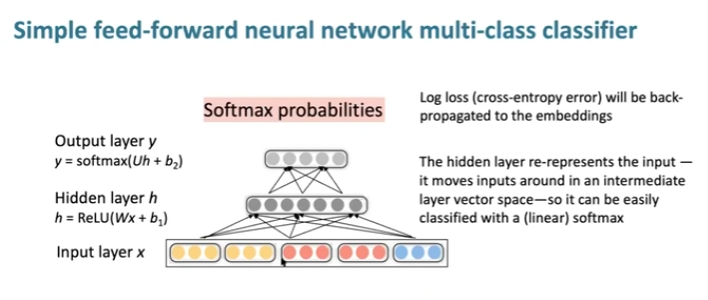 Simple feed-forward neural network multi-class classifier
Softmax probabilities
Log loss (cross-entropy error) will be back-
propagated to the embeddings
Output layer y
y = softmax(Uh + b₂)
The hidden layer re-represents the input —
it moves inputs around in an intermediate
layer vector space—so it can be easily
classified with a (linear) softmax
Hidden layer h
h = ReLU(Wx + b₁)
Input layer x